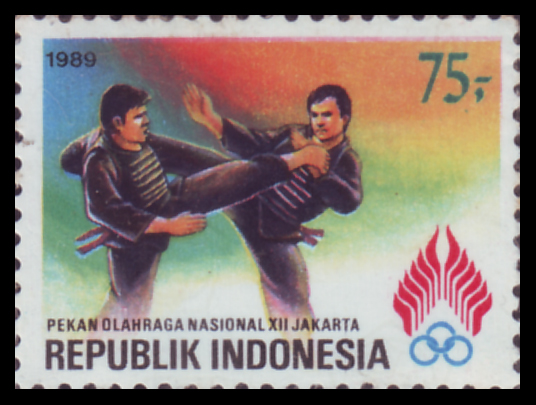 1989
75,-
PEKAN OLAHRAGA NASIONAL XII JAKARTA
REPUBLIK INDONESIA